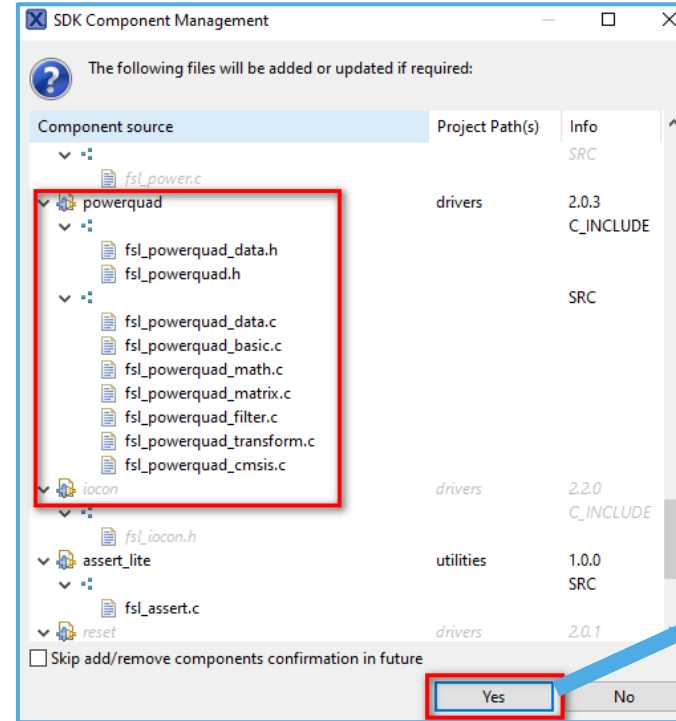 SDK Component Management
The following files will be added or updated if required:
Component source Project Path(s) Info
SRC
fsl_power.c
powerquad drivers 2.0.3
C_INCLUDE
fsl_powerquad_data.h
fsl_powerquad.h
SRC
fsl_powerquad_data.c
fsl_powerquad_basic.c
fsl_powerquad_math.c
fsl_powerquad_matrix.c
fsl_powerquad_filter.c
fsl_powerquad_transform.c
fsl_powerquad_cmsis.c
iocon drivers 2.2.0
C_INCLUDE
fsl_iocon.h
assert_lite utilities 1.0.0
SRC
fsl_assert.c
reset drivers 2.0.1
Skip add/remove components confirmation in future
Yes No